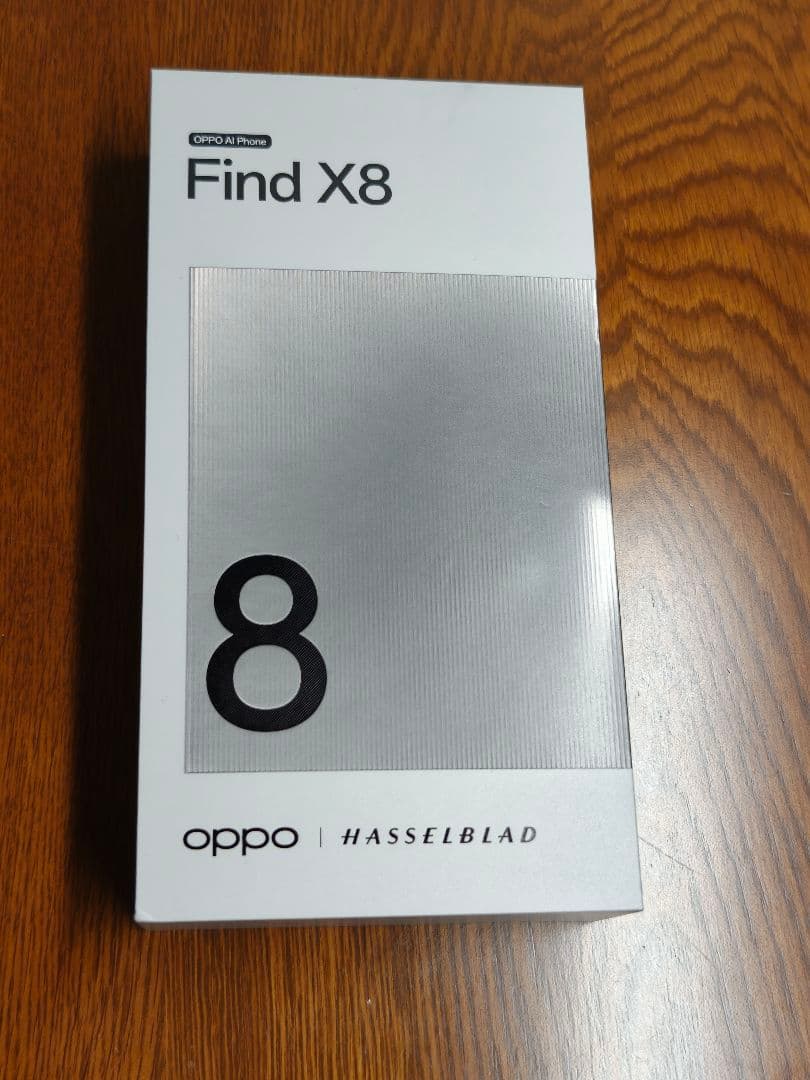 OPPO AI Phone
Find X8
8
oppo | HASSELBLAD